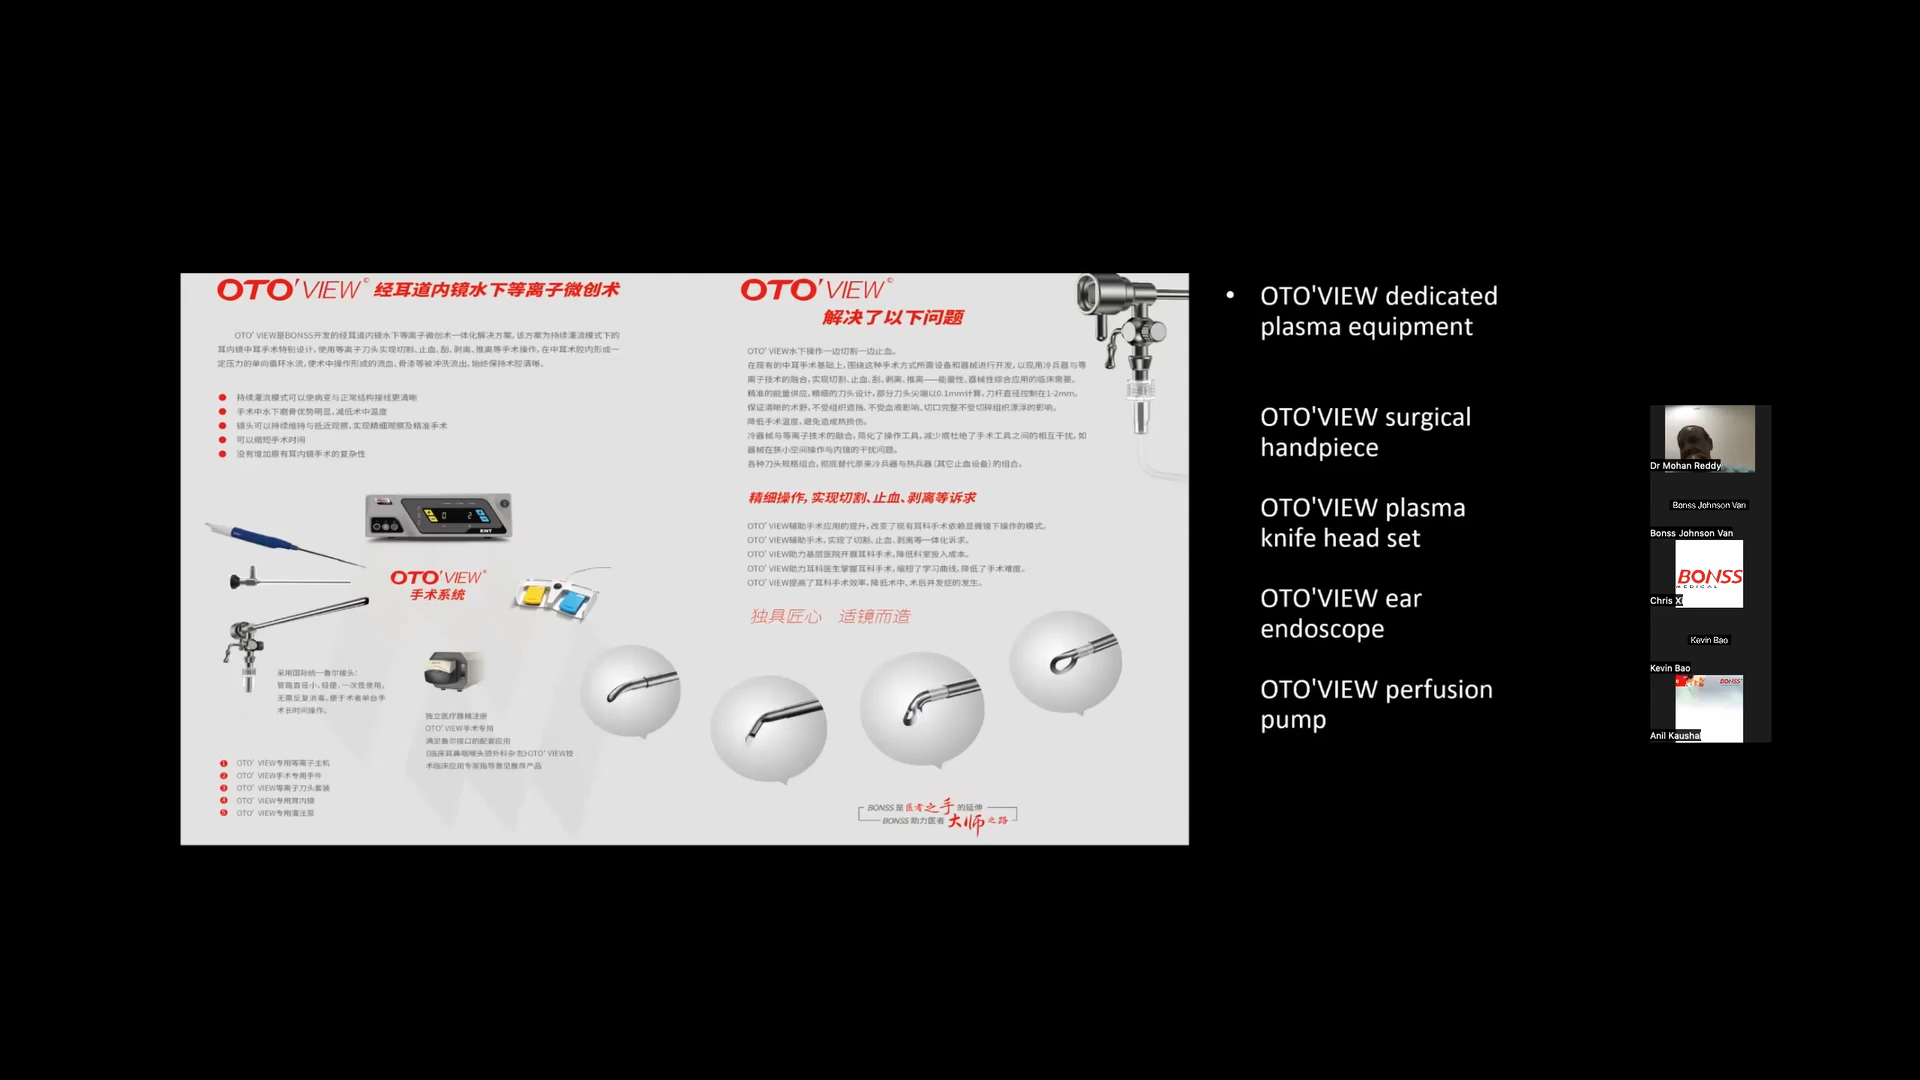 OTO'VIEW© 经耳道内镜水下等离子微创术
OTO' VIEW是BONSS开发的经耳道内镜水下等离子微创术一体化解决方案，该方案为持续灌流模式下的
耳内镜中耳手术特别设计，使用等离子刀头实现切割、止血、刮、剥离、推离等手术操作，在中耳术腔内形成一
定压力的单向循环水流，使术中操作形成的流血、骨渣等被冲洗流出，始终保持术腔清晰。
持续灌流模式可以使病变与正常结构接线更清晰
手术中水下磨骨优势明显，减低术中温度
镜头可以持续维持与抵近观察，实现精细观察及精准手术
可以缩短手术时间
没有增加原有耳内镜手术的复杂性
ENT
OTO'VIEW©
手术系统
采用国际统一鲁尔接头：
管路直径小、轻便，一次性使用，
无需反复消毒，便于术者单台手
术长时间操作。
独立医疗器械注册
OTO' VIEW手术专用
满足鲁尔接口的配套应用
《临床耳鼻咽喉头颈外科杂志》OTO' VIEW技
术临床应用专家指导意见推荐产品
1 OTO' VIEW专用等离子主机
2 OTO' VIEW手术专用手件
3 OTO' VIEW等离子刀头套装
4 OTO' VIEW专用耳内镜
5 OTO' VIEW专用灌注泵
OTO'VIEW©
解决了以下问题
OTO' VIEW水下操作一边切割一边止血。
在现有的中耳手术基础上，围绕这种手术方式所需设备和器械进行开发，以现用冷兵器与等
离子技术的融合，实现切割、止血、刮、剥离、推离——能量性、器械性综合应用的临床需要。
精准的能量供应，精细的刀头设计，部分刀头尖端以0.1mm计算，刀杆直径控制在1-2mm。
保证清晰的术野，不受组织遮挡、不受血液影响、切口完整不受切碎组织漂浮的影响。
降低手术温度，避免造成热损伤。
冷器械与等离子技术的融合，简化了操作工具，减少或杜绝了手术工具之间的相互干扰，如
器械在狭小空间操作与内镜的干扰问题。
各种刀头规格组合，彻底替代原来冷兵器与热兵器（其它止血设备）的组合。
精细操作，实现切割、止血、剥离等诉求
OTO' VIEW辅助手术应用的提升，改变了现有耳科手术依赖显微镜下操作的模式。
OTO' VIEW辅助手术，实现了切割、止血、剥离等一体化诉求。
OTO' VIEW助力基层医院开展耳科手术，降低科室投入成本。
OTO' VIEW助力耳科医生掌握耳科手术，缩短了学习曲线，降低了手术难度。
OTO' VIEW提高了耳科手术效率，降低术中、术后并发症的发生。
独具匠心 适镜而造
BONSS 是医者之手的延伸
BONSS 助力医者大师之路
• OTO'VIEW dedicated
plasma equipment
OTO'VIEW surgical
handpiece
OTO'VIEW plasma
knife head set
OTO'VIEW ear
endoscope
OTO'VIEW perfusion
pump
Dr Mohan Reddy
Bonss Johnson Van
Bonss Johnson Van
BONSS
MEDICAL
Chris Xi
Kevin Bao
Kevin Bao
BONSS
Anil Kaushal